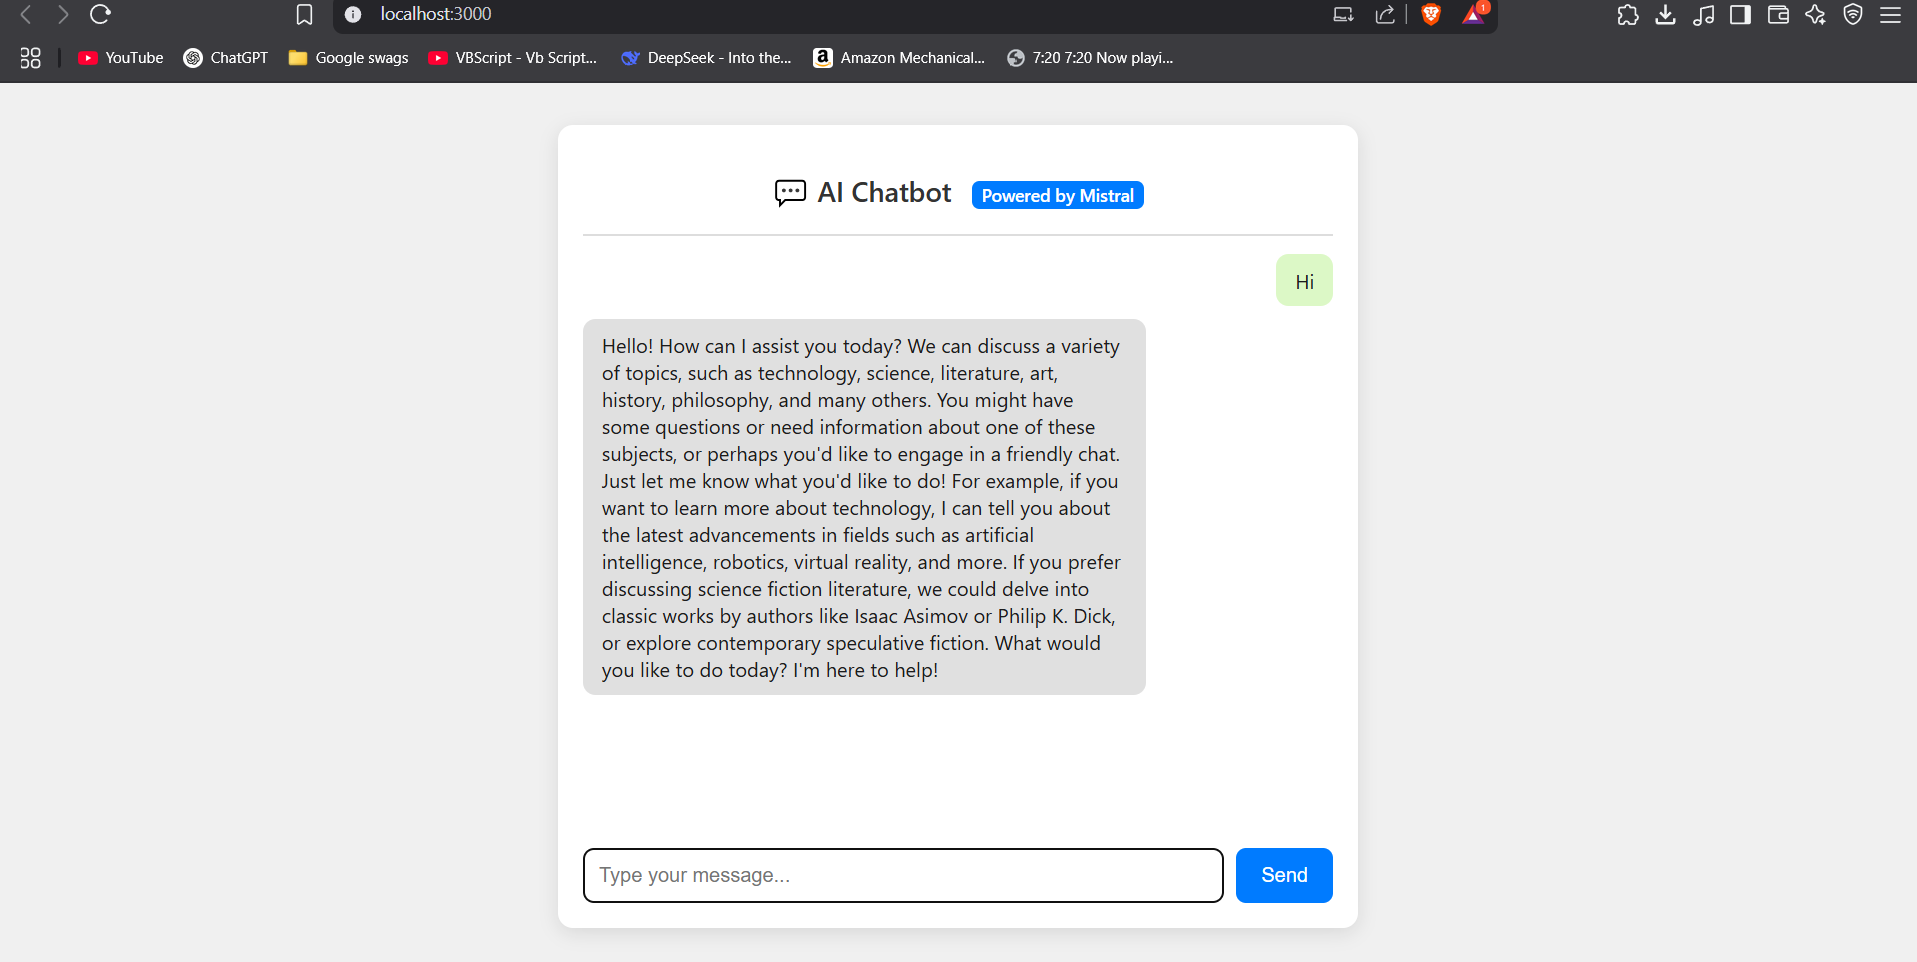 localhost:3000
1
YouTube ChatGPT Google swags VBScript - Vb Script... DeepSeek - Into the... a Amazon Mechanical... 7:20 7:20 Now playi...
AI Chatbot Powered by Mistral
Hi
Hello! How can I assist you today? We can discuss a variety
of topics, such as technology, science, literature, art,
history, philosophy, and many others. You might have
some questions or need information about one of these
subjects, or perhaps you'd like to engage in a friendly chat.
Just let me know what you'd like to do! For example, if you
want to learn more about technology, I can tell you about
the latest advancements in fields such as artificial
intelligence, robotics, virtual reality, and more. If you prefer
discussing science fiction literature, we could delve into
classic works by authors like Isaac Asimov or Philip K. Dick,
or explore contemporary speculative fiction. What would
you like to do today? I'm here to help!
Type your message... Send